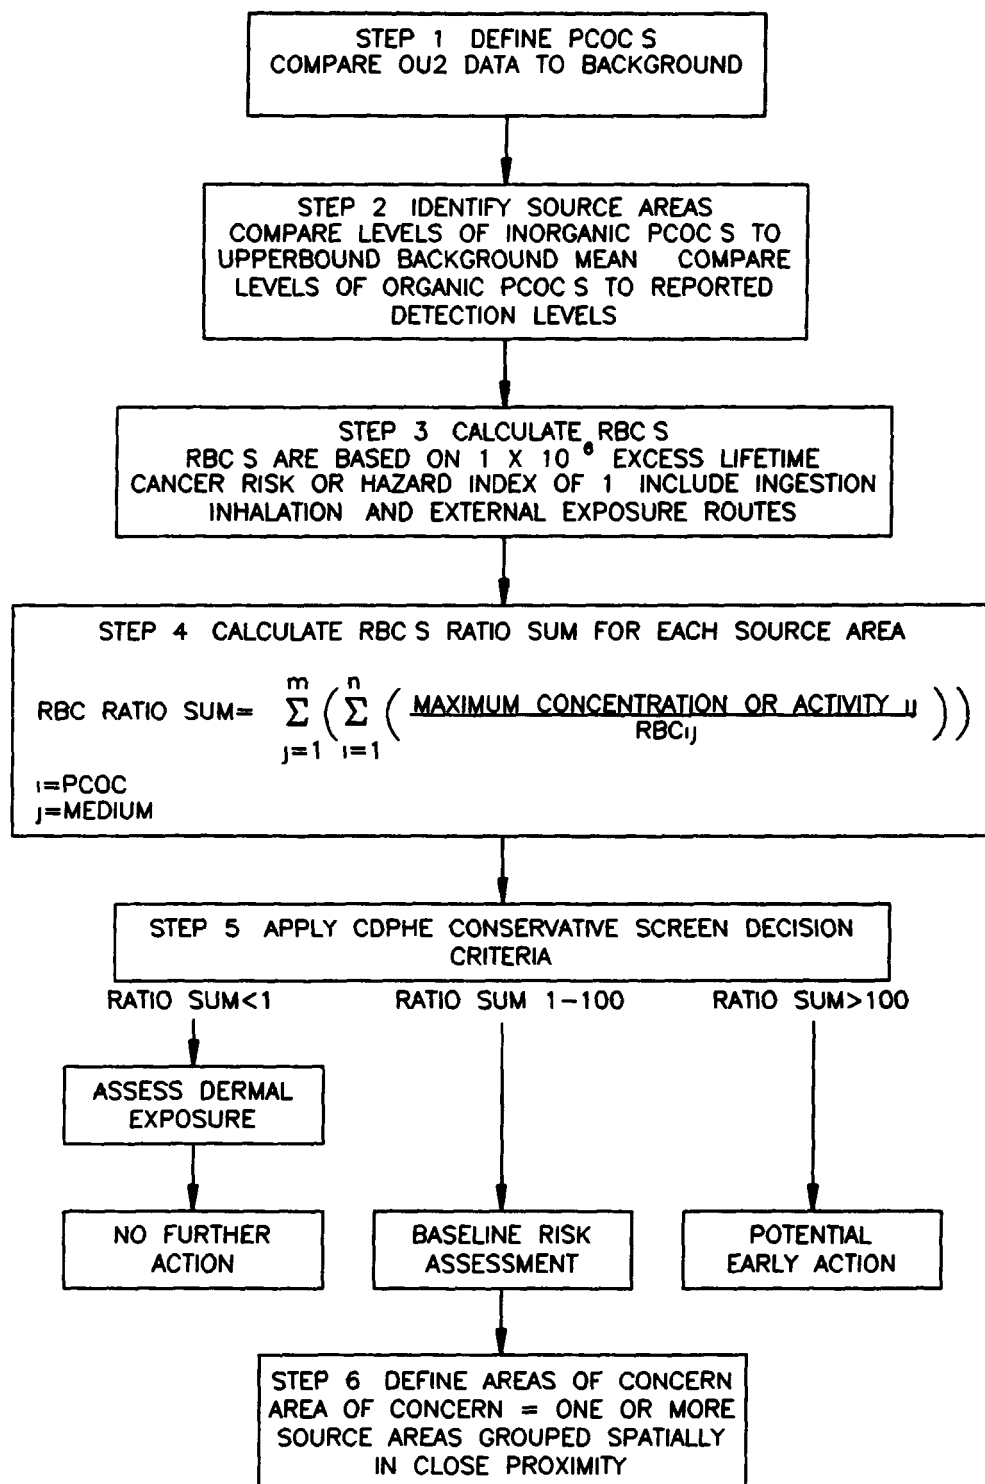 STEP 1 DEFINE PCOC S
COMPARE OU2 DATA TO BACKGROUND
STEP 2 IDENTIFY SOURCE AREAS
COMPARE LEVELS OF INORGANIC PCOC S TO
UPPERBOUND BACKGROUND MEAN COMPARE
LEVELS OF ORGANIC PCOC S TO REPORTED
DETECTION LEVELS
STEP 3 CALCULATE RBC S
RBC S ARE BASED ON 1 X 10 6 EXCESS LIFETIME
CANCER RISK OR HAZARD INDEX OF 1 INCLUDE INGESTION
INHALATION AND EXTERNAL EXPOSURE ROUTES
STEP 4 CALCULATE RBC S RATIO SUM FOR EACH SOURCE AREA
RBC RATIO SUM= m Σ j=1 ( n Σ i=1 ( MAXIMUM CONCENTRATION OR ACTIVITY ij
RBCij ))
i=PCOC
j=MEDIUM
STEP 5 APPLY CDPHE CONSERVATIVE SCREEN DECISION
CRITERIA
RATIO SUM<1 RATIO SUM 1-100 RATIO SUM>100
ASSESS DERMAL
EXPOSURE
NO FURTHER
ACTION
BASELINE RISK
ASSESSMENT
POTENTIAL
EARLY ACTION
STEP 6 DEFINE AREAS OF CONCERN
AREA OF CONCERN = ONE OR MORE
SOURCE AREAS GROUPED SPATIALLY
IN CLOSE PROXIMITY